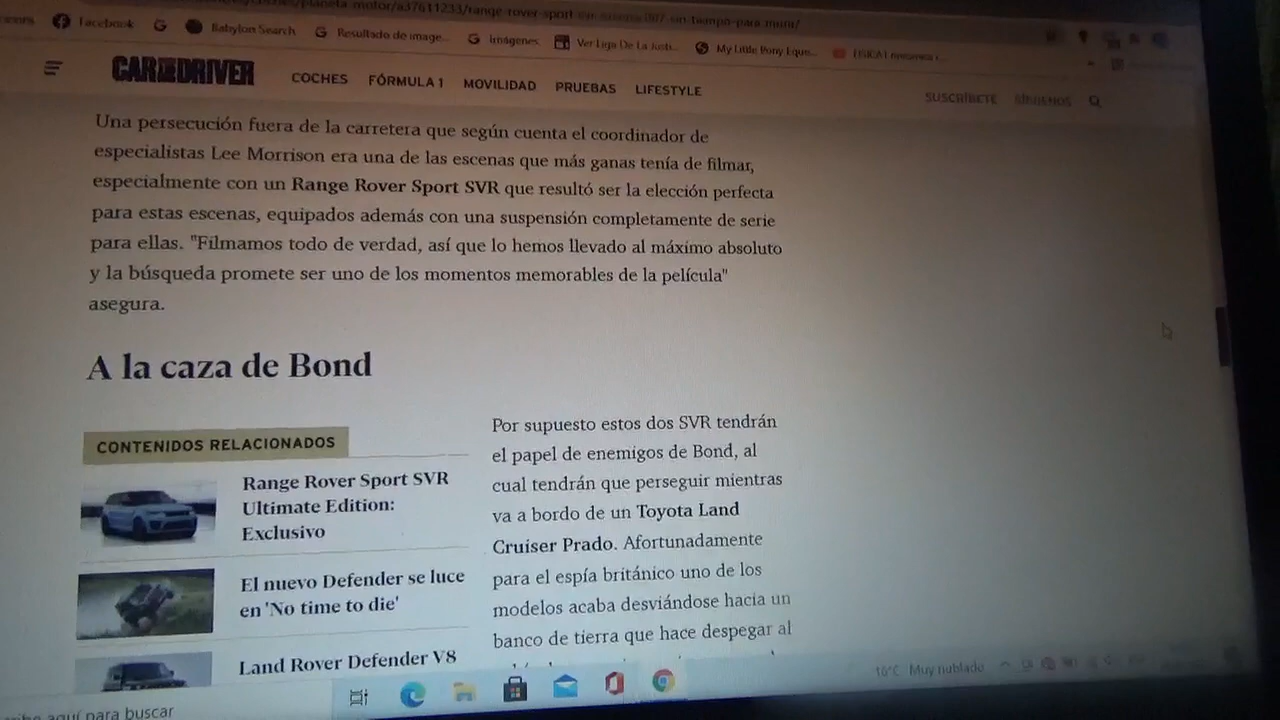 Facebook
Babylon Search
Resultado de image...
Imágenes
Ver Liga De La Justi...
My Little Pony Eque...
CAR AND DRIVER
COCHES FÓRMULA 1 MOVILIDAD PRUEBAS LIFESTYLE
SUSCRÍBETE SÍGUENOS
Una persecución fuera de la carretera que según cuenta el coordinador de
especialistas Lee Morrison era una de las escenas que más ganas tenía de filmar,
especialmente con un Range Rover Sport SVR que resultó ser la elección perfecta
para estas escenas, equipados además con una suspensión completamente de serie
para ellas. "Filmamos todo de verdad, así que lo hemos llevado al máximo absoluto
y la búsqueda promete ser uno de los momentos memorables de la película"
asegura.
A la caza de Bond
CONTENIDOS RELACIONADOS
Range Rover Sport SVR
Ultimate Edition:
Exclusivo
El nuevo Defender se luce
en 'No time to die'
Land Rover Defender V8
Por supuesto estos dos SVR tendrán
el papel de enemigos de Bond, al
cual tendrán que perseguir mientras
va a bordo de un Toyota Land
Cruiser Prado. Afortunadamente
para el espía británico uno de los
modelos acaba desviándose hacia un
banco de tierra que hace despegar al
aquí para buscar
16°C Muy nublado